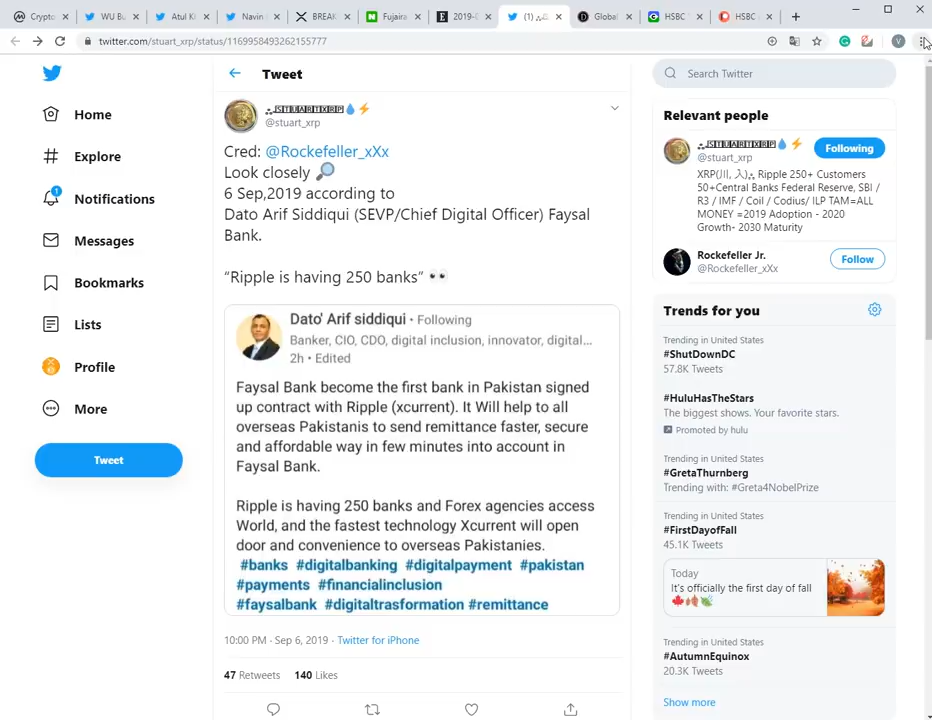 Crypto
WU Bu
Atul K
Navin
BREAK
Fujaira
2019-
(1)
Global
HSBC
HSBC
twitter.com/stuart_xrp/status/1169958493262155777
V
Home
Explore
1
Notifications
Messages
Bookmarks
Lists
Profile
More
Tweet
Tweet
STUARTXRP💧⚡
@stuart_xrp
Cred: @Rockefeller_xXx
Look closely 🔎
6 Sep,2019 according to
Dato Arif Siddiqui (SEVP/Chief Digital Officer) Faysal
Bank.
“Ripple is having 250 banks” 👀
Dato' Arif siddiqui • Following
Banker, CIO, CDO, digital inclusion, innovator, digital...
2h • Edited
Faysal Bank become the first bank in Pakistan signed
up contract with Ripple (xcurrent). It Will help to all
overseas Pakistanis to send remittance faster, secure
and affordable way in few minutes into account in
Faysal Bank.
Ripple is having 250 banks and Forex agencies access
World, and the fastest technology Xcurrent will open
door and convenience to overseas Pakistanies.
#banks #digitalbanking #digitalpayment #pakistan
#payments #financialinclusion
#faysalbank #digitaltrasformation #remittance
10:00 PM · Sep 6, 2019 · Twitter for iPhone
47 Retweets 140 Likes
Search Twitter
Relevant people
STUARTXRP💧⚡
@stuart_xrp
Following
XRP(川, 入)⛬ Ripple 250+ Customers
50+Central Banks Federal Reserve, SBI /
R3 / IMF / Coil / Codius/ ILP TAM=ALL
MONEY =2019 Adoption - 2020
Growth- 2030 Maturity
Rockefeller Jr.
@Rockefeller_xXx
Follow
Trends for you
Trending in United States
#ShutDownDC
57.8K Tweets
#HuluHasTheStars
The biggest shows. Your favorite stars.
Promoted by hulu
Trending in United States
#GretaThurnberg
Trending with: #Greta4NobelPrize
Trending in United States
#FirstDayofFall
45.1K Tweets
Today
It's officially the first day of fall
🍁🍂🍃
Trending in United States
#AutumnEquinox
20.3K Tweets
Show more